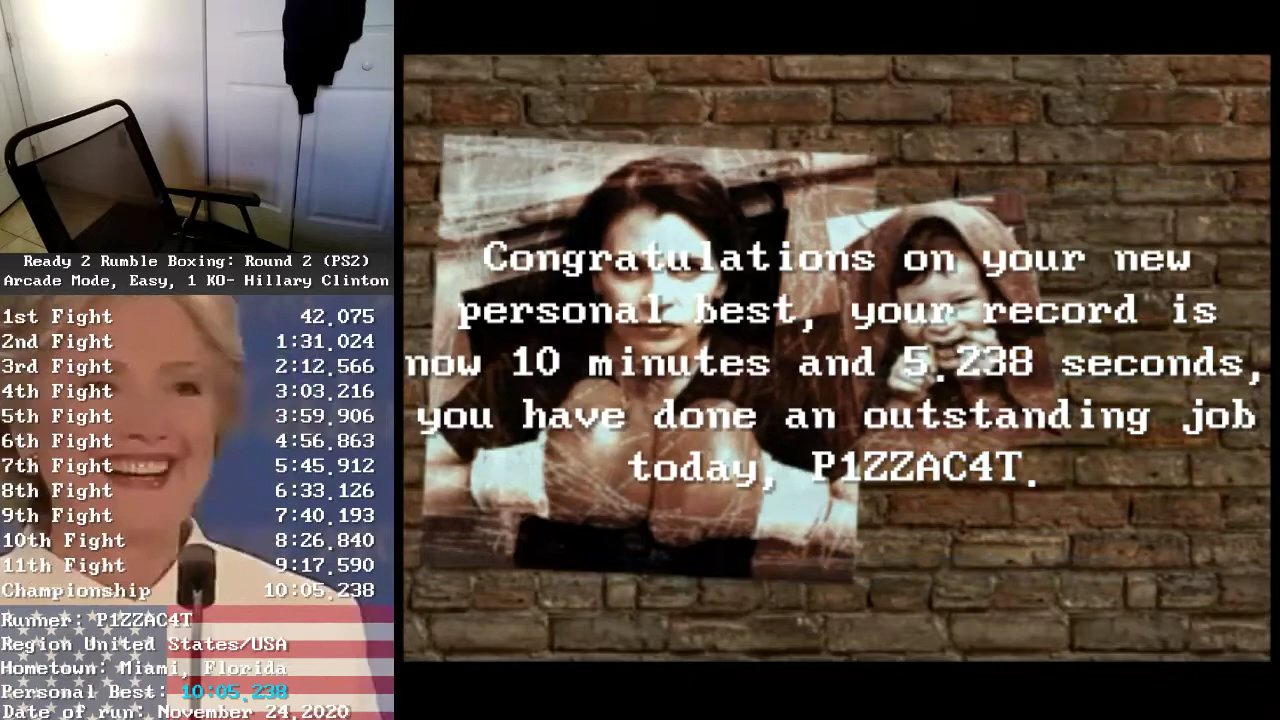 Ready 2 Rumble Boxing: Round 2 (PS2)
Arcade Mode, Easy, 1 KO- Hillary Clinton
1st Fight 42.075
2nd Fight 1:31.024
3rd Fight 2:12.566
4th Fight 3:03.216
5th Fight 3:59.906
6th Fight 4:56.863
7th Fight 5:45.912
8th Fight 6:33.126
9th Fight 7:40.193
10th Fight 8:26.840
11th Fight 9:17.590
Championship 10:05.238
Runner: P1ZZAC4T
Region United States/USA
Hometown: Miami, Florida
Personal Best: 10:05.238
Date of run: November 24,2020
Congratulations on your new
personal best, your record is
now 10 minutes and 5.238 seconds,
you have done an outstanding job
today, P1ZZAC4T.